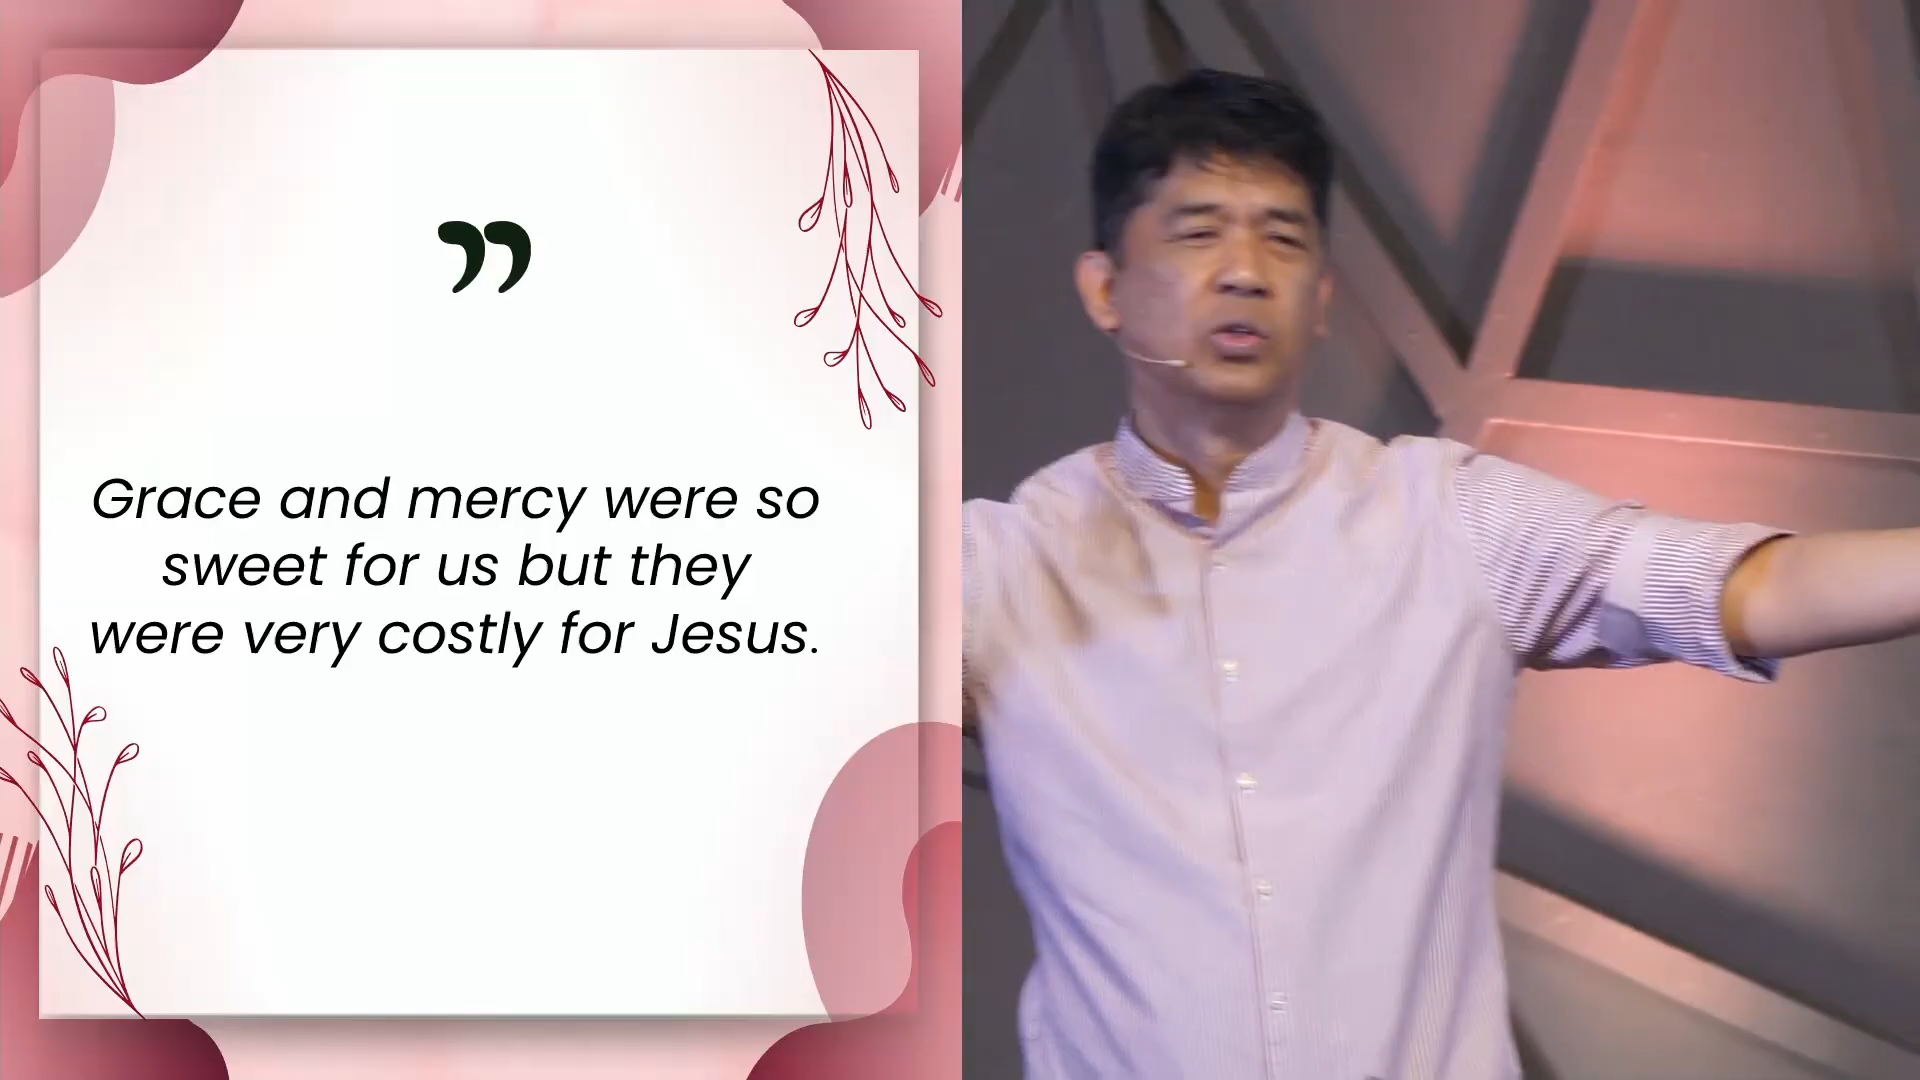 ”
Grace and mercy were so
sweet for us but they
were very costly for Jesus.